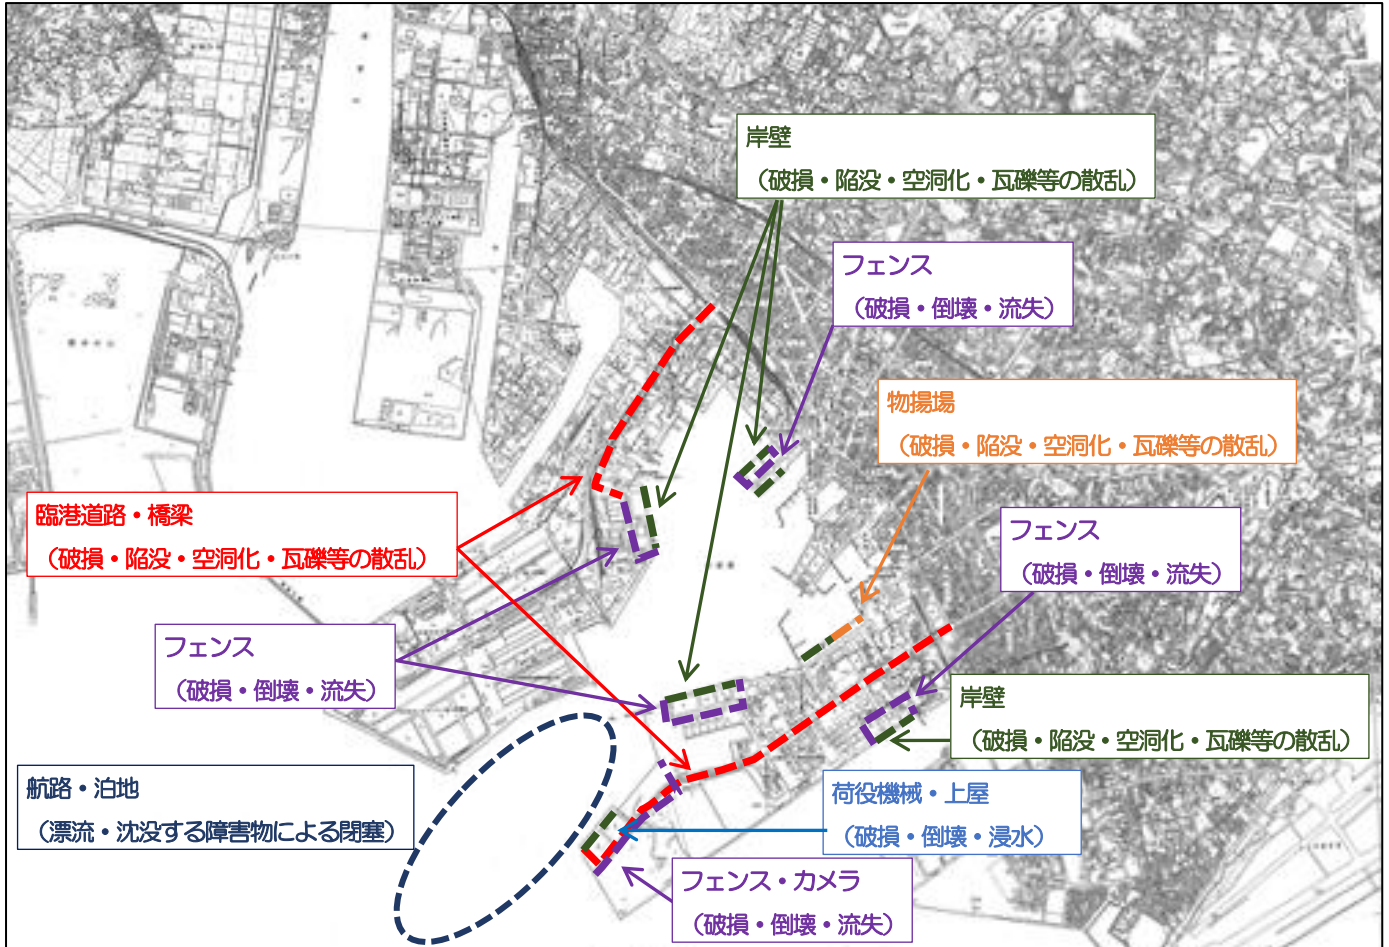 岸壁
（破損・陥没・空洞化・瓦礫等の散乱）
フェンス
（破損・倒壊・流失）
物揚場
（破損・陥没・空洞化・瓦礫等の散乱）
臨港道路・橋梁
（破損・陥没・空洞化・瓦礫等の散乱）
フェンス
（破損・倒壊・流失）
フェンス
（破損・倒壊・流失）
岸壁
（破損・陥没・空洞化・瓦礫等の散乱）
航路・泊地
（漂流・沈没する障害物による閉塞）
荷役機械・上屋
（破損・倒壊・浸水）
フェンス・カメラ
（破損・倒壊・流失）